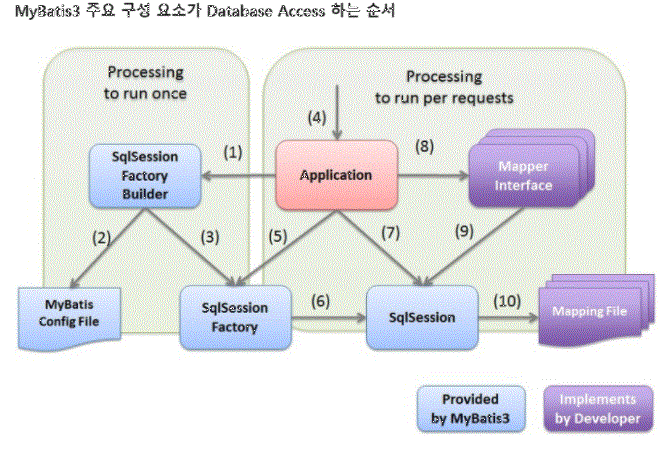 MyBatis3 주요 구성 요소가 Database Access 하는 순서
Processing
to run once
Processing
to run per requests
(4)
SqlSession
Factory
Builder
(1)
Application
(8)
Mapper
Interface
(2)
(3)
(5)
(7)
(9)
MyBatis
Config File
SqlSession
Factory
(6)
SqlSession
(10)
Mapping File
Provided
by MyBatis3
Implements
by Developer